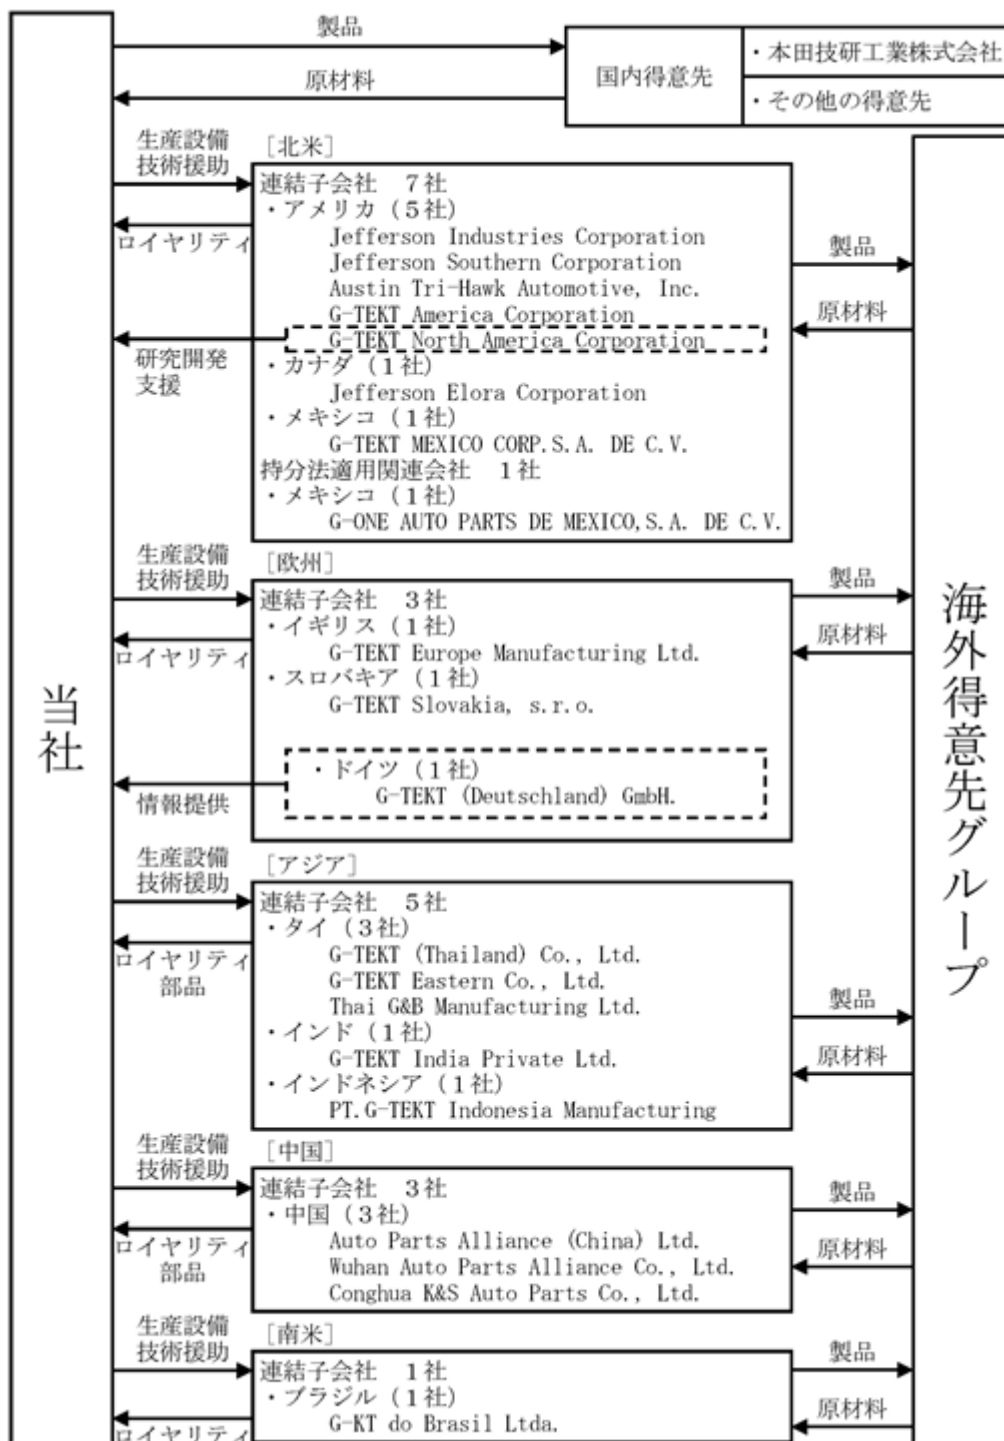 製品
原材料
国内得意先
・本田技研工業株式会社
・その他の得意先
当社
海外得意先グループ
生産設備
技術援助
ロイヤリティ
研究開発
支援
[北米]
連結子会社 7社
・アメリカ（5社）
Jefferson Industries Corporation
Jefferson Southern Corporation
Austin Tri-Hawk Automotive, Inc.
G-TEKT America Corporation
G-TEKT North America Corporation
・カナダ（1社）
Jefferson Elora Corporation
・メキシコ（1社）
G-TEKT MEXICO CORP.S.A. DE C.V.
持分法適用関連会社 1社
・メキシコ（1社）
G-ONE AUTO PARTS DE MEXICO,S.A. DE C.V.
製品
原材料
生産設備
技術援助
ロイヤリティ
情報提供
[欧州]
連結子会社 3社
・イギリス（1社）
G-TEKT Europe Manufacturing Ltd.
・スロバキア（1社）
G-TEKT Slovakia, s.r.o.
・ドイツ（1社）
G-TEKT (Deutschland) GmbH.
製品
原材料
生産設備
技術援助
ロイヤリティ
部品
[アジア]
連結子会社 5社
・タイ（3社）
G-TEKT (Thailand) Co., Ltd.
G-TEKT Eastern Co., Ltd.
Thai G&B Manufacturing Ltd.
・インド（1社）
G-TEKT India Private Ltd.
・インドネシア（1社）
PT.G-TEKT Indonesia Manufacturing
製品
原材料
生産設備
技術援助
ロイヤリティ
部品
[中国]
連結子会社 3社
・中国（3社）
Auto Parts Alliance (China) Ltd.
Wuhan Auto Parts Alliance Co., Ltd.
Conghua K&S Auto Parts Co., Ltd.
製品
原材料
生産設備
技術援助
ロイヤリティ
[南米]
連結子会社 1社
・ブラジル（1社）
G-KT do Brasil Ltda.
製品
原材料